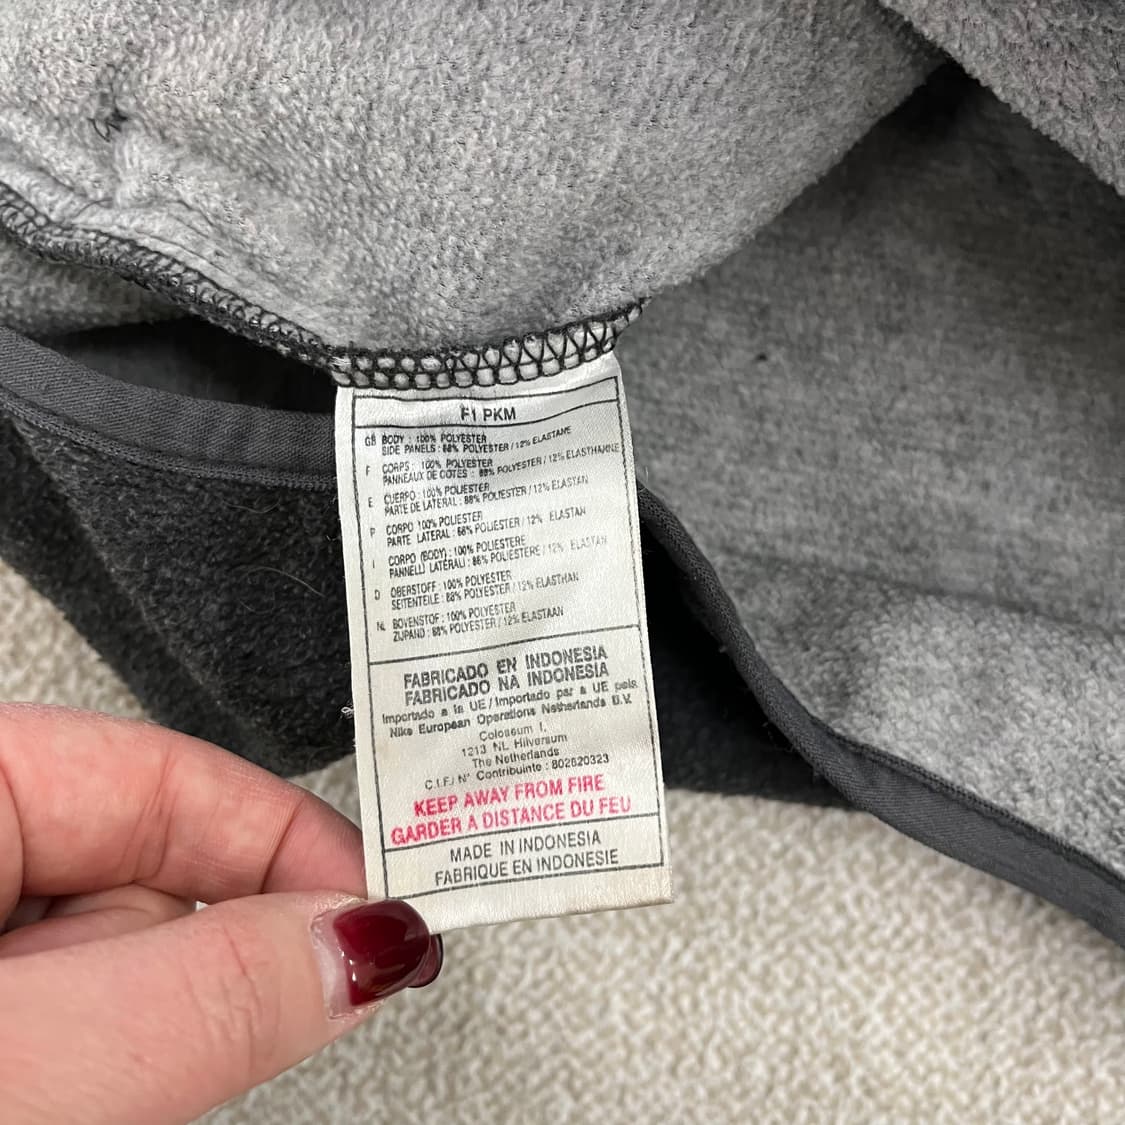 F1 PKM
GB BODY : 100% POLYESTER
SIDE PANELS : 88% POLYESTER / 12% ELASTANE
F CORPS : 100% POLYESTER
PANNEAUX DE COTES : 88% POLYESTER / 12% ELASTHANNE
E CUERPO : 100% POLIESTER
PARTE DE LATERAL : 88% POLYESTER / 12% ELASTAN
P CORPO 100% POLIESTER
PARTE LATERAL : 88% POLIESTER / 12% ELASTAN
I CORPO (BODY) : 100% POLIESTERE
PANNELLI LATERALI : 88% POLIESTERE / 12% ELASTAN
D OBERSTOFF : 100% POLYESTER
SEITENTEILE : 88% POLYESTER / 12% ELASTHAN
NL BOVENSTOF : 100% POLYESTER
ZIJPAND : 88% POLYESTER / 12% ELASTAAN
FABRICADO EN INDONESIA
FABRICADO NA INDONESIA
Importado a la UE / Importado par a UE pels
Nike European Operations Netherlands B.V.
Colosseum 1,
1213 NL Hilversum
The Netherlands
C.I.F./ N° Contribuinte : 802620323
KEEP AWAY FROM FIRE
GARDER A DISTANCE DU FEU
MADE IN INDONESIA
FABRIQUE EN INDONESIE